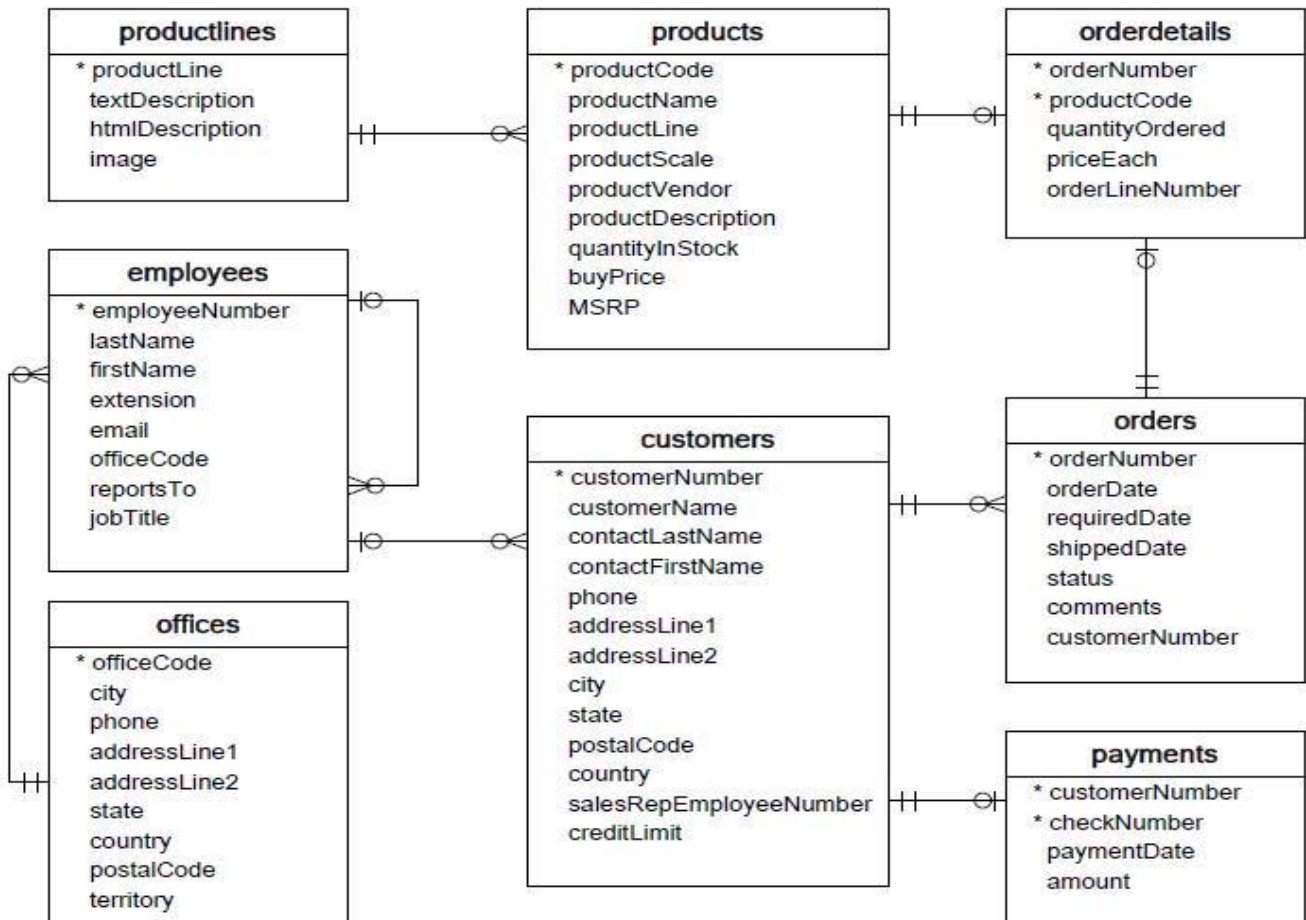 productlines
* productLine
textDescription
htmlDescription
image
products
* productCode
productName
productLine
productScale
productVendor
productDescription
quantityInStock
buyPrice
MSRP
orderdetails
* orderNumber
* productCode
quantityOrdered
priceEach
orderLineNumber
employees
* employeeNumber
lastName
firstName
extension
email
officeCode
reportsTo
jobTitle
customers
* customerNumber
customerName
contactLastName
contactFirstName
phone
addressLine1
addressLine2
city
state
postalCode
country
salesRepEmployeeNumber
creditLimit
orders
* orderNumber
orderDate
requiredDate
shippedDate
status
comments
customerNumber
offices
* officeCode
city
phone
addressLine1
addressLine2
state
country
postalCode
territory
payments
* customerNumber
* checkNumber
paymentDate
amount